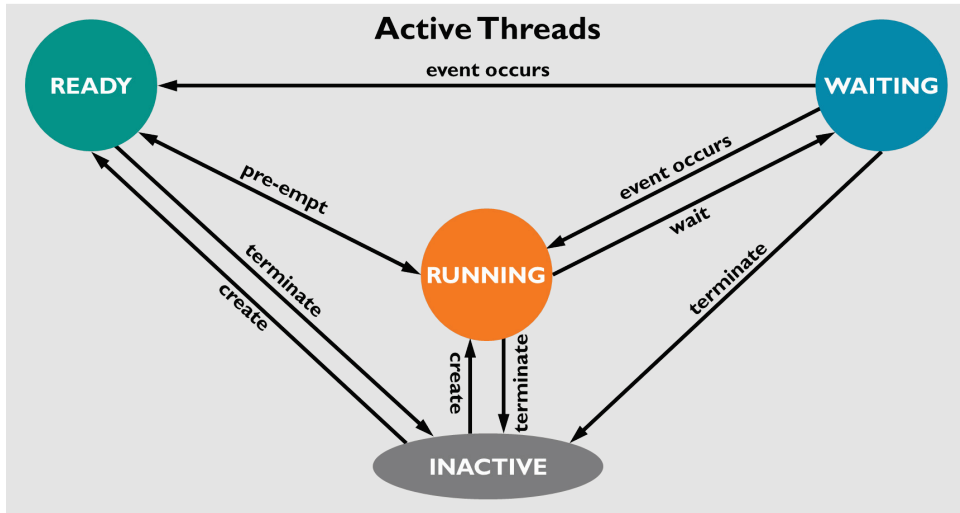 Active Threads
READY
event occurs
WAITING
pre-empt
event occurs
wait
RUNNING
terminate
create
terminate
create
terminate
INACTIVE